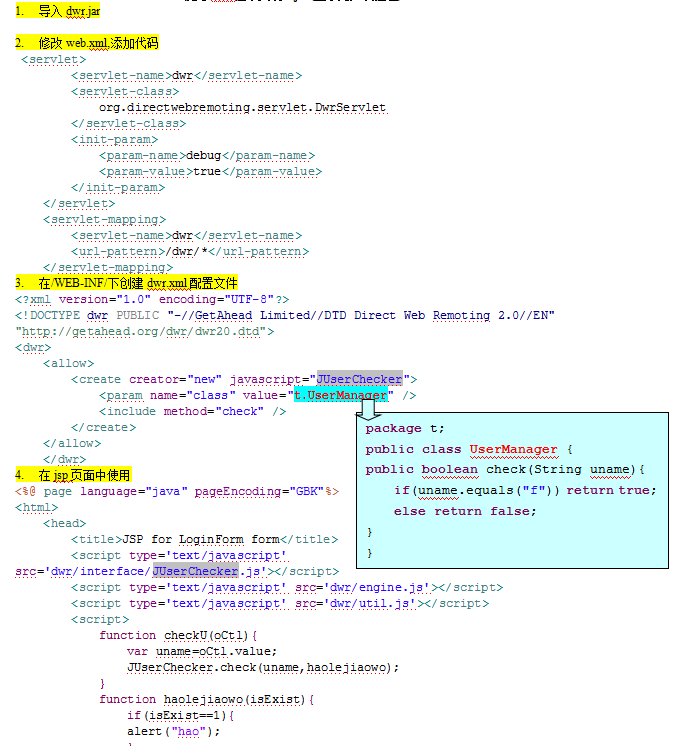 1. 导入 dwr.jar
2. 修改 web.xml,添加代码
<servlet>
<servlet-name>dwr</servlet-name>
<servlet-class>
org.directwebremoting.servlet.DwrServlet
</servlet-class>
<init-param>
<param-name>debug</param-name>
<param-value>true</param-value>
</init-param>
</servlet>
<servlet-mapping>
<servlet-name>dwr</servlet-name>
<url-pattern>/dwr/*</url-pattern>
</servlet-mapping>
3. 在/WEB-INF/下创建 dwr.xml 配置文件
<?xml version="1.0" encoding="UTF-8"?>
<!DOCTYPE dwr PUBLIC "-//GetAhead Limited//DTD Direct Web Remoting 2.0//EN"
"http://getahead.org/dwr/dwr20.dtd">
<dwr>
<allow>
<create creator="new" javascript="JUserChecker">
<param name="class" value="t.UserManager" />
<include method="check" />
</create>
</allow>
</dwr>
package t;
public class UserManager {
public boolean check(String uname){
if(uname.equals("f")) return true;
else return false;
}
}
4. 在 jsp 页面中使用
<%@ page language="java" pageEncoding="GBK"%>
<html>
<head>
<title>JSP for LoginForm form</title>
<script type='text/javascript'
src='dwr/interface/JUserChecker.js'></script>
<script type='text/javascript' src='dwr/engine.js'></script>
<script type='text/javascript' src='dwr/util.js'></script>
<script>
function checkU(oCtl){
var uname=oCtl.value;
JUserChecker.check(uname,haolejiaowo);
}
function haolejiaowo(isExist){
if(isExist==1){
alert("hao");